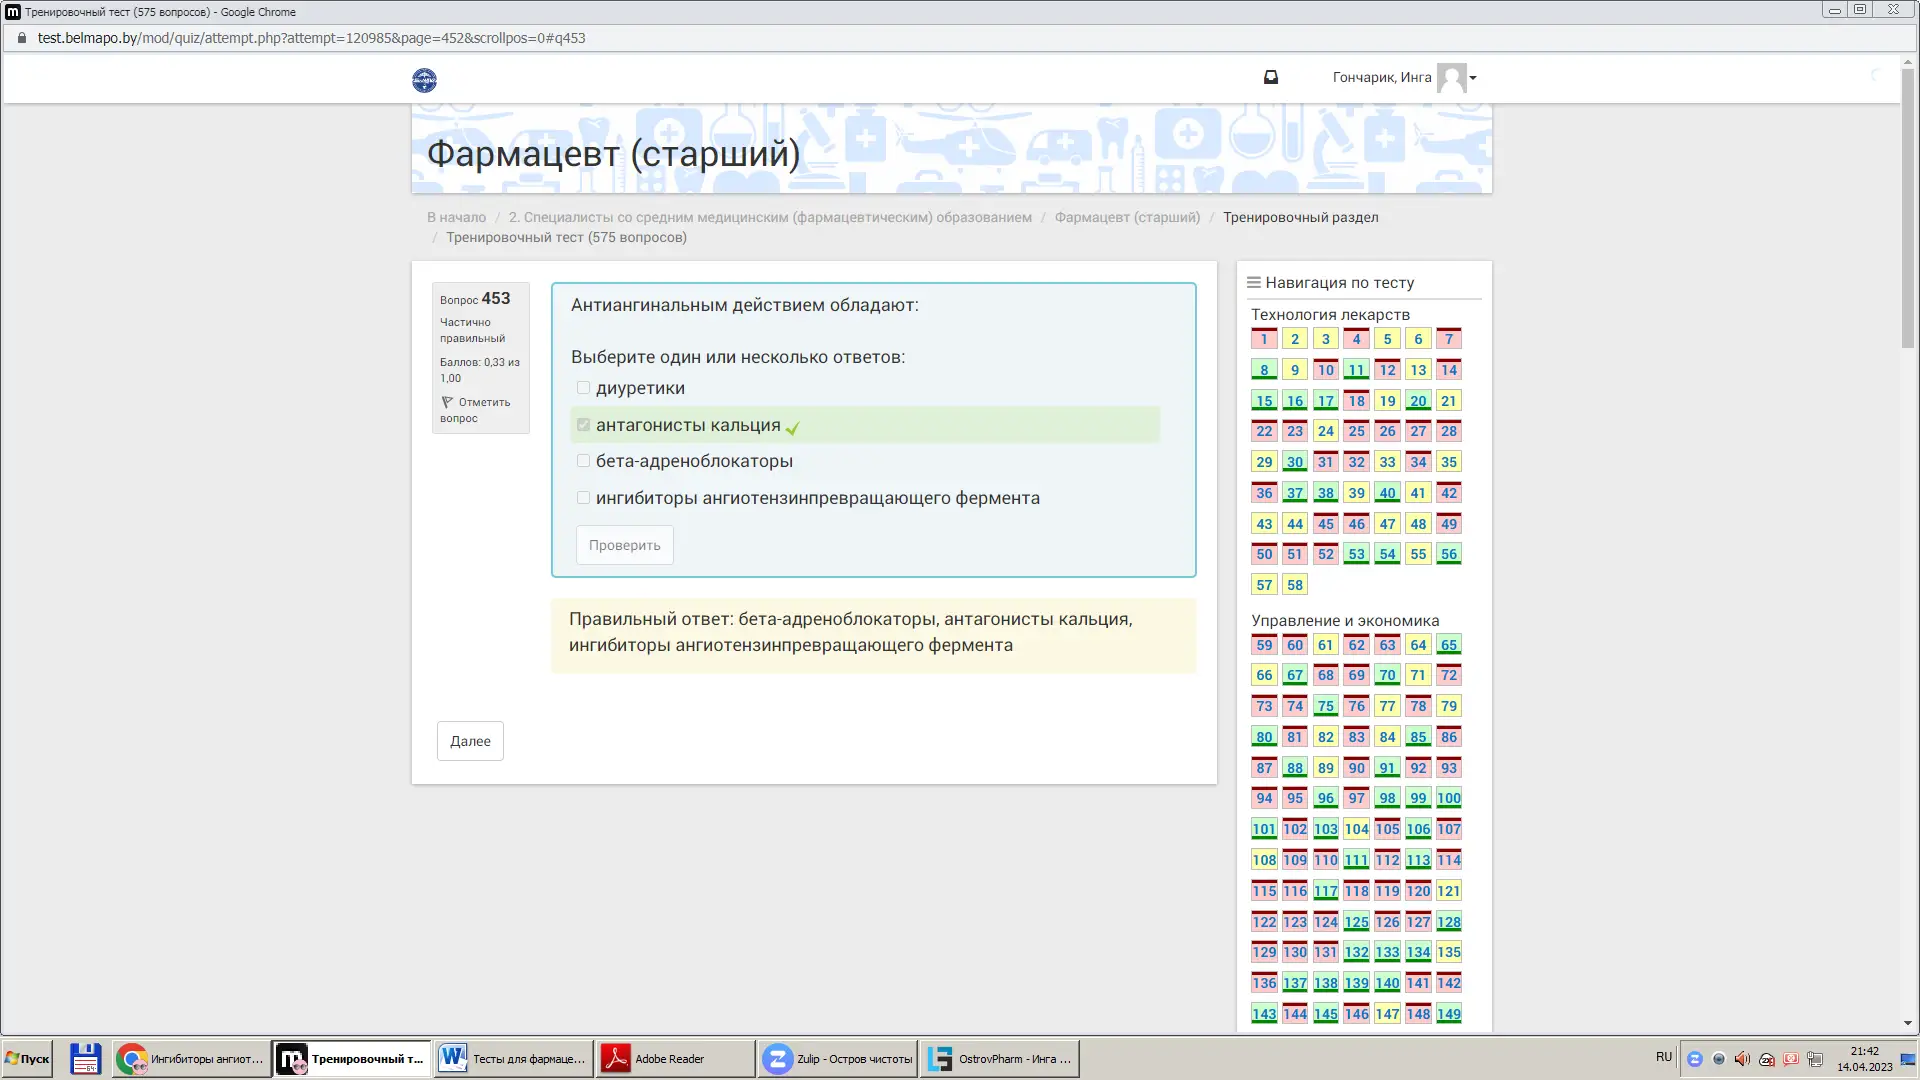 Тренировочный тест (575 вопросов) - Google Chrome
test.belmapo.by/mod/quiz/attempt.php?attempt=120985&page=452&scrollpos=0#q453
Гончарик, Инга
Фармацевт (старший)
В начало / 2. Специалисты со средним медицинским (фармацевтическим) образованием / Фармацевт (старший) / Тренировочный раздел
/ Тренировочный тест (575 вопросов)
Вопрос 453
Частично
правильный
Баллов: 0,33 из
1,00
Отметить
вопрос
Антиангинальным действием обладают:
Выберите один или несколько ответов:
диуретики
антагонисты кальция
бета-адреноблокаторы
ингибиторы ангиотензинпревращающего фермента
Проверить
Правильный ответ: бета-адреноблокаторы, антагонисты кальция,
ингибиторы ангиотензинпревращающего фермента
Далее
Навигация по тесту
Технология лекарств
1 2 3 4 5 6 7
8 9 10 11 12 13 14
15 16 17 18 19 20 21
22 23 24 25 26 27 28
29 30 31 32 33 34 35
36 37 38 39 40 41 42
43 44 45 46 47 48 49
50 51 52 53 54 55 56
57 58
Управление и экономика
59 60 61 62 63 64 65
66 67 68 69 70 71 72
73 74 75 76 77 78 79
80 81 82 83 84 85 86
87 88 89 90 91 92 93
94 95 96 97 98 99 100
101 102 103 104 105 106 107
108 109 110 111 112 113 114
115 116 117 118 119 120 121
122 123 124 125 126 127 128
129 130 131 132 133 134 135
136 137 138 139 140 141 142
143 144 145 146 147 148 149
Пуск
Ингибиторы ангиот...
Тренировочный т...
Тесты для фармаце...
Adobe Reader
Zulip - Остров чистоты
OstrovPharm - Инга ...
RU
21:42
14.04.2023